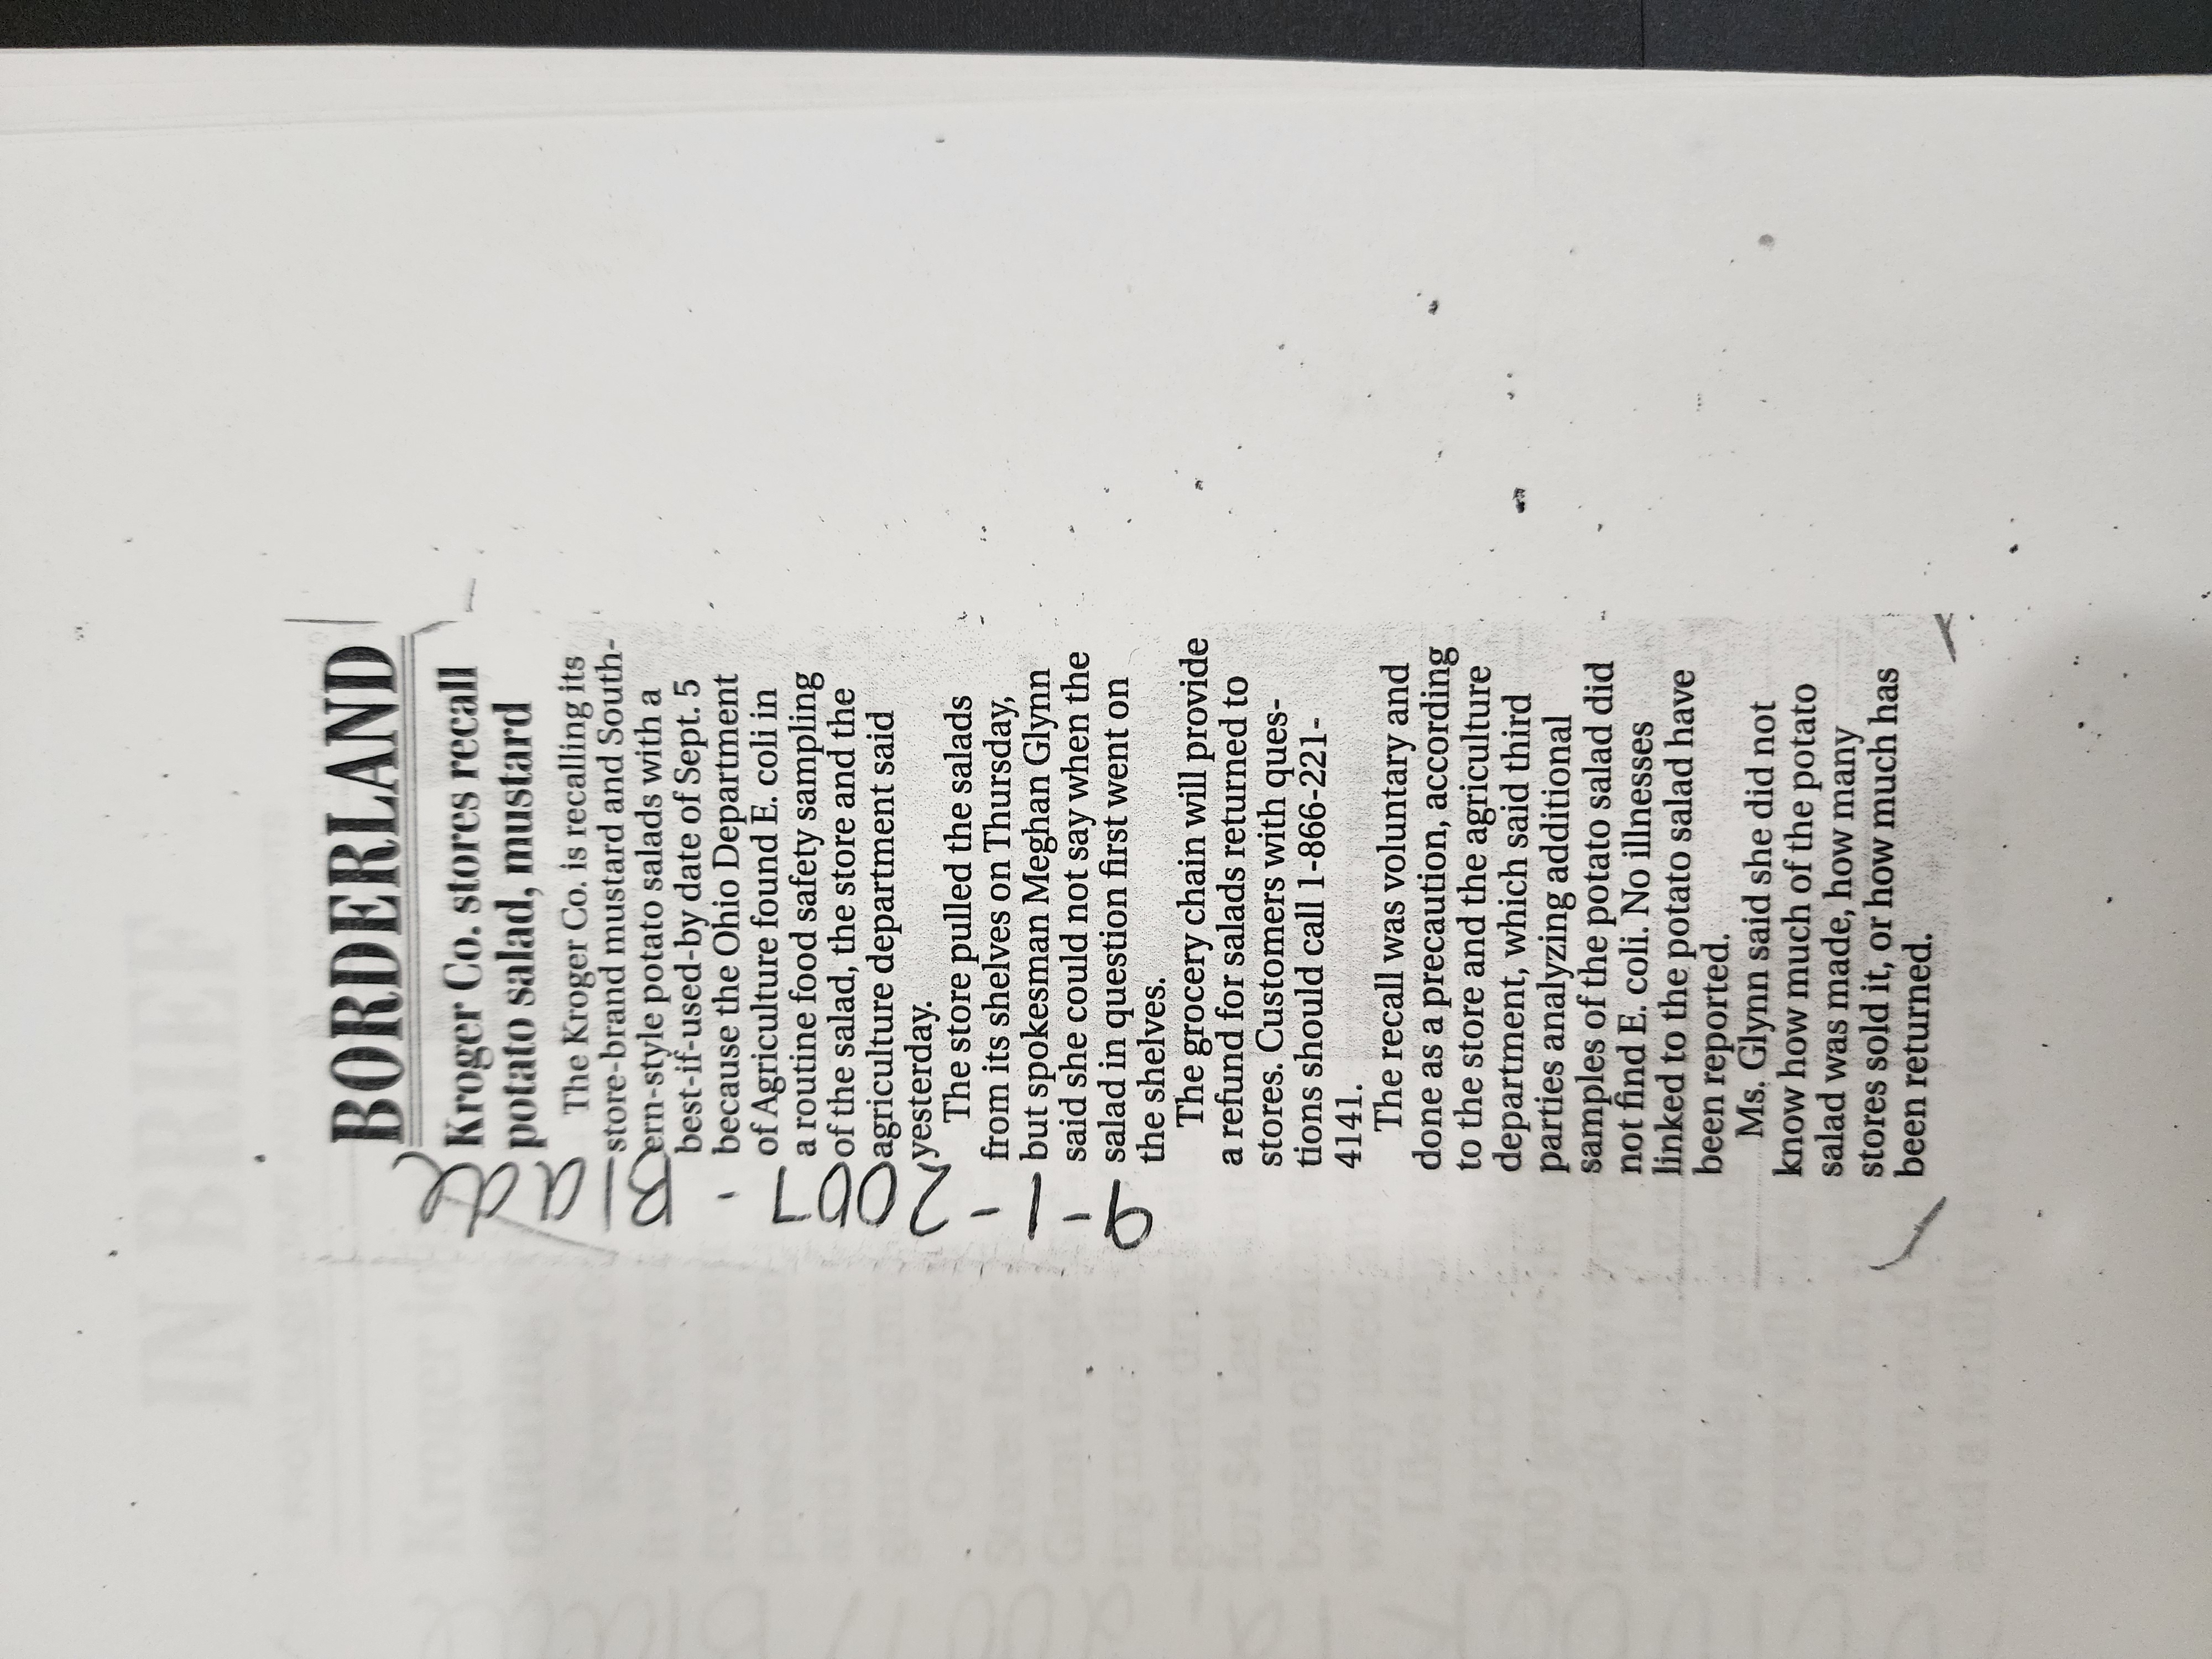 BORDERLAND
Kroger Co. stores recall
potato salad, mustard
The Kroger Co. is recalling its
store-brand mustard and South-
ern-style potato salads with a
best-if-used-by date of Sept. 5
because the Ohio Department
of Agriculture found E. coli in
a routine food safety sampling
of the salad, the store and the
agriculture department said
yesterday.
The store pulled the salads
from its shelves on Thursday,
but spokesman Meghan Glynn
said she could not say when the
salad in question first went on
the shelves.
The grocery chain will provide
a refund for salads returned to
stores. Customers with ques-
tions should call 1-866-221-
4141.
The recall was voluntary and
done as a precaution, according
to the store and the agriculture
department, which said third
parties analyzing additional
samples of the potato salad did
not find E. coli. No illnesses
linked to the potato salad have
been reported.
Ms. Glynn said she did not
know how much of the potato
salad was made, how many
stores sold it, or how much has
been returned.
9-1-2007-B
IN BRIEF